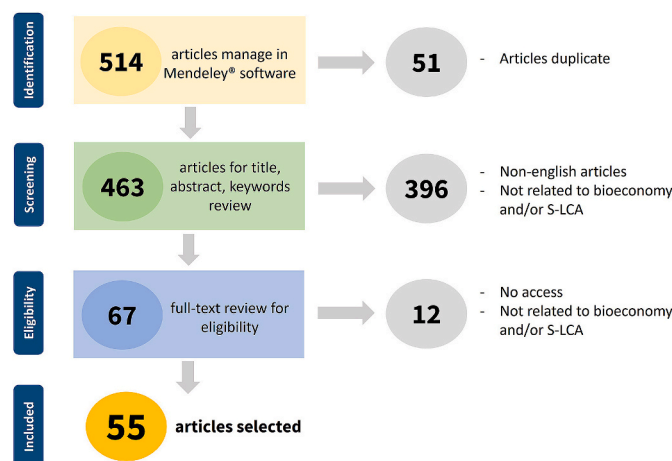 Identification
514
articles manage in
Mendeley® software
51
- Articles duplicate
Screening
463
articles for title,
abstract, keywords
review
396
- Non-english articles
- Not related to bioeconomy
and/or S-LCA
Eligibility
67
full-text review for
eligibility
12
- No access
- Not related to bioeconomy
and/or S-LCA
Included
55
articles selected